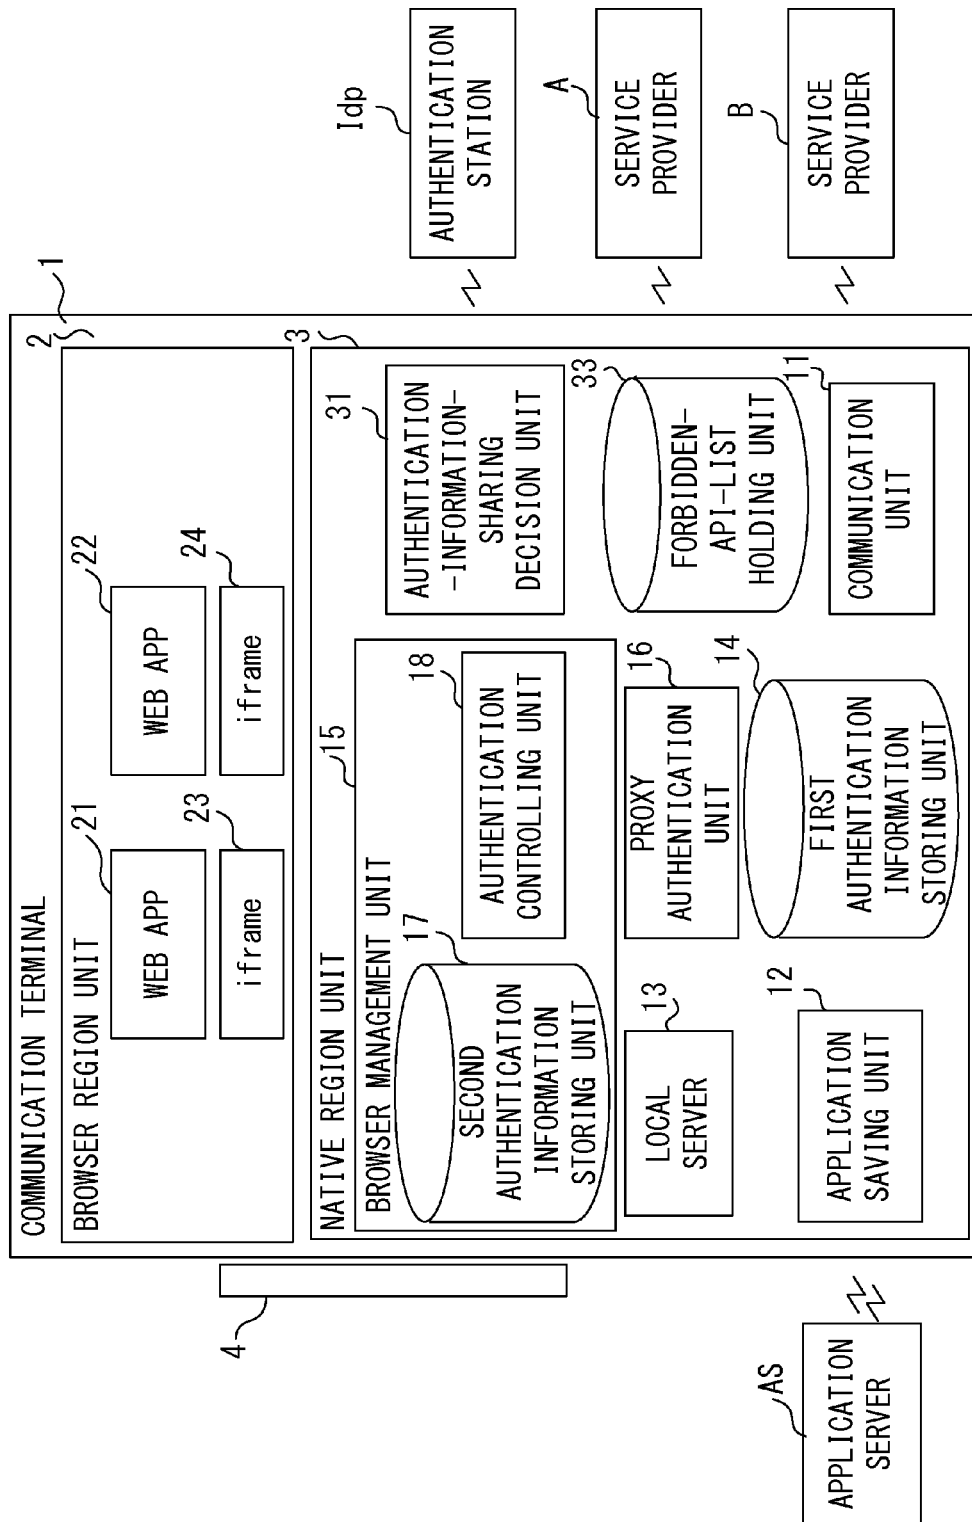 COMMUNICATION TERMINAL
1
BROWSER REGION UNIT
2
WEB APP
21
WEB APP
22
iframe
23
iframe
24
NATIVE REGION UNIT
3
BROWSER MANAGEMENT UNIT
15
SECOND
AUTHENTICATION
INFORMATION
STORING UNIT
17
AUTHENTICATION
CONTROLLING UNIT
18
AUTHENTICATION
-INFORMATION-
SHARING
DECISION UNIT
31
LOCAL
SERVER
13
PROXY
AUTHENTICATION
UNIT
16
FORBIDDEN-
API-LIST
HOLDING UNIT
33
APPLICATION
SAVING UNIT
12
FIRST
AUTHENTICATION
INFORMATION
STORING UNIT
14
COMMUNICATION
UNIT
11
4
APPLICATION
SERVER
AS
Idp
AUTHENTICATION
STATION
A
SERVICE
PROVIDER
B
SERVICE
PROVIDER